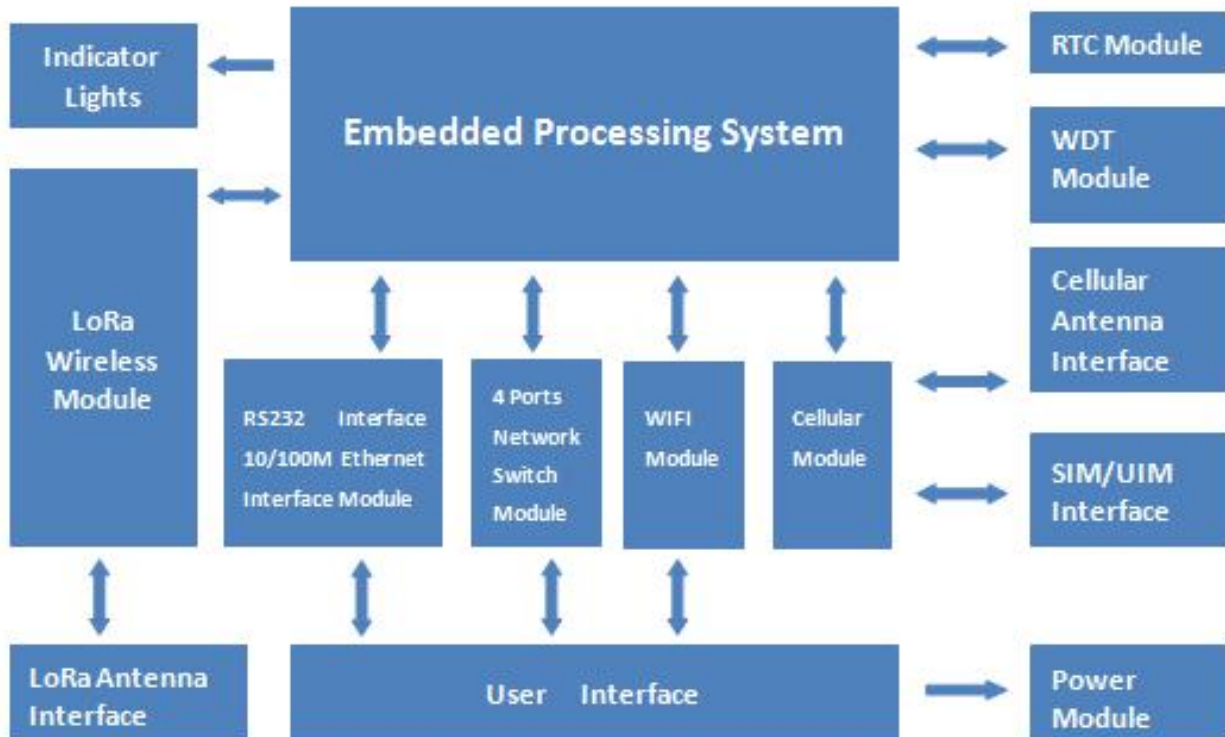 Indicator
Lights
Embedded Processing System
RTC Module
WDT
Module
LoRa
Wireless
Module
Cellular
Antenna
Interface
RS232 Interface
10/100M Ethernet
Interface Module
4 Ports
Network
Switch
Module
WIFI
Module
Cellular
Module
SIM/UIM
Interface
LoRa Antenna
Interface
User Interface
Power
Module